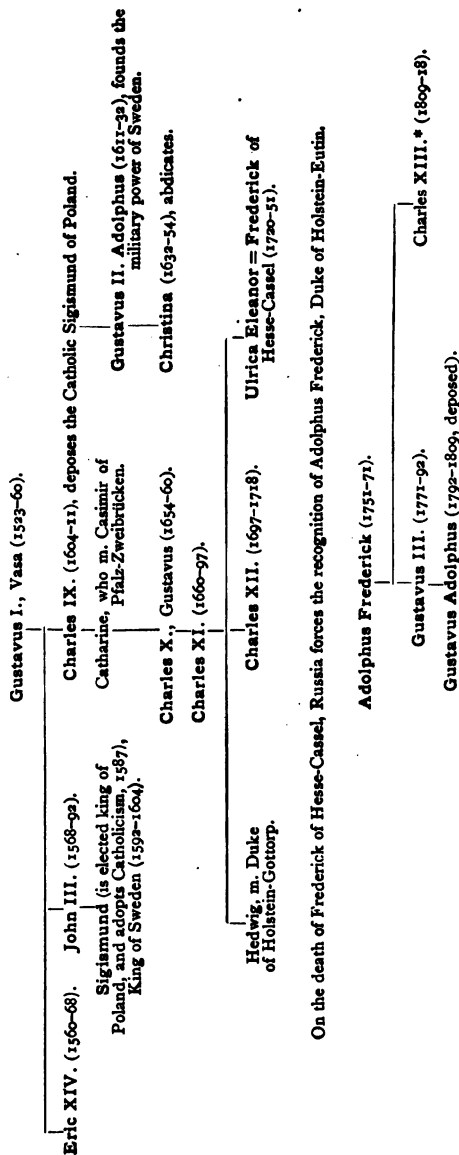 Gustavus I., Vasa (1523–60).
Eric XIV. (1560–68).
John III. (1568–92).
Charles IX. (1604–11), deposes the Catholic Sigismund of Poland.
Sigismund (is elected king of
Poland, and adopts Catholicism, 1587),
King of Sweden (1592–1604).
Catharine, who m. Casimir of
Pfalz-Zweibrücken.
Gustavus II. Adolphus (1611–32), founds the
military power of Sweden.
Charles X., Gustavus (1654–60).
Christina (1632–54), abdicates.
Charles XI. (1660–97).
Hedwig, m. Duke
of Holstein-Gottorp.
Charles XII. (1697–1718).
Ulrica Eleanor = Frederick of
Hesse-Cassel (1720–51).
On the death of Frederick of Hesse-Cassel, Russia forces the recognition of Adolphus Frederick, Duke of Holstein-Eutin.
Adolphus Frederick (1751–71).
Gustavus III. (1771–92).
Charles XIII.* (1809–18).
Gustavus Adolphus (1792–1809, deposed).